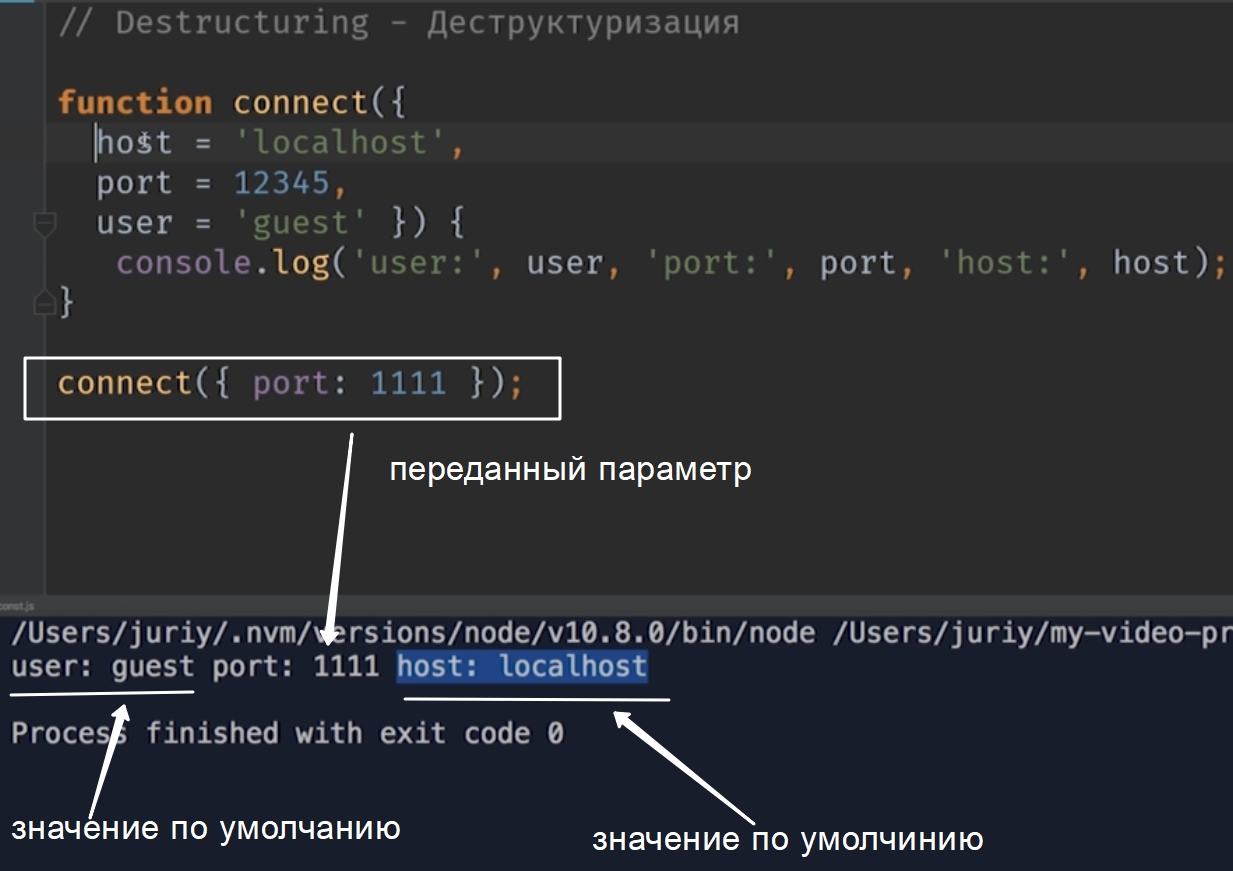 // Destructuring - Деструктуризация
function connect({
host = 'localhost',
port = 12345,
user = 'guest' }) {
console.log('user:', user, 'port:', port, 'host:', host);
}
connect({ port: 1111 });
переданный параметр
const.js
/Users/juriy/.nvm/versions/node/v10.8.0/bin/node /Users/juriy/my-video-pr
user: guest port: 1111 host: localhost
Process finished with exit code 0
значение по умолчанию
значение по умолчинию